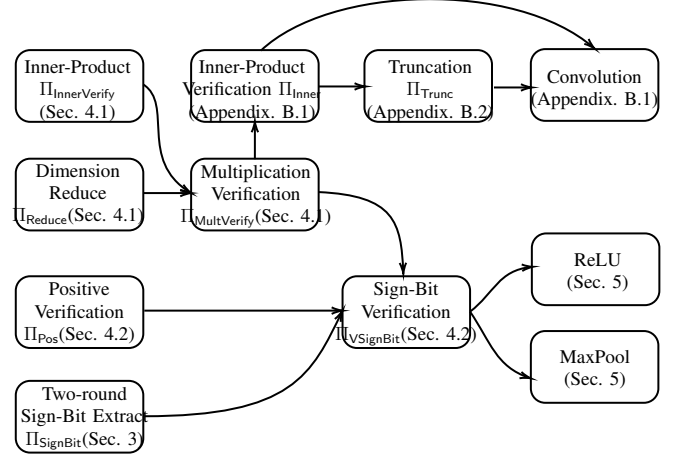 Inner-Product
Π_InnerVerify
(Sec. 4.1)
Inner-Product
Verification Π_Inner
(Appendix. B.1)
Truncation
Π_Trunc
(Appendix. B.2)
Convolution
(Appendix. B.1)
Dimension
Reduce
Π_Reduce(Sec. 4.1)
Multiplication
Verification
Π_MultVerify(Sec. 4.1)
Positive
Verification
Π_Pos(Sec. 4.2)
Sign-Bit
Verification
Π_VSignBit(Sec. 4.2)
ReLU
(Sec. 5)
MaxPool
(Sec. 5)
Two-round
Sign-Bit Extract
Π_SignBit(Sec. 3)